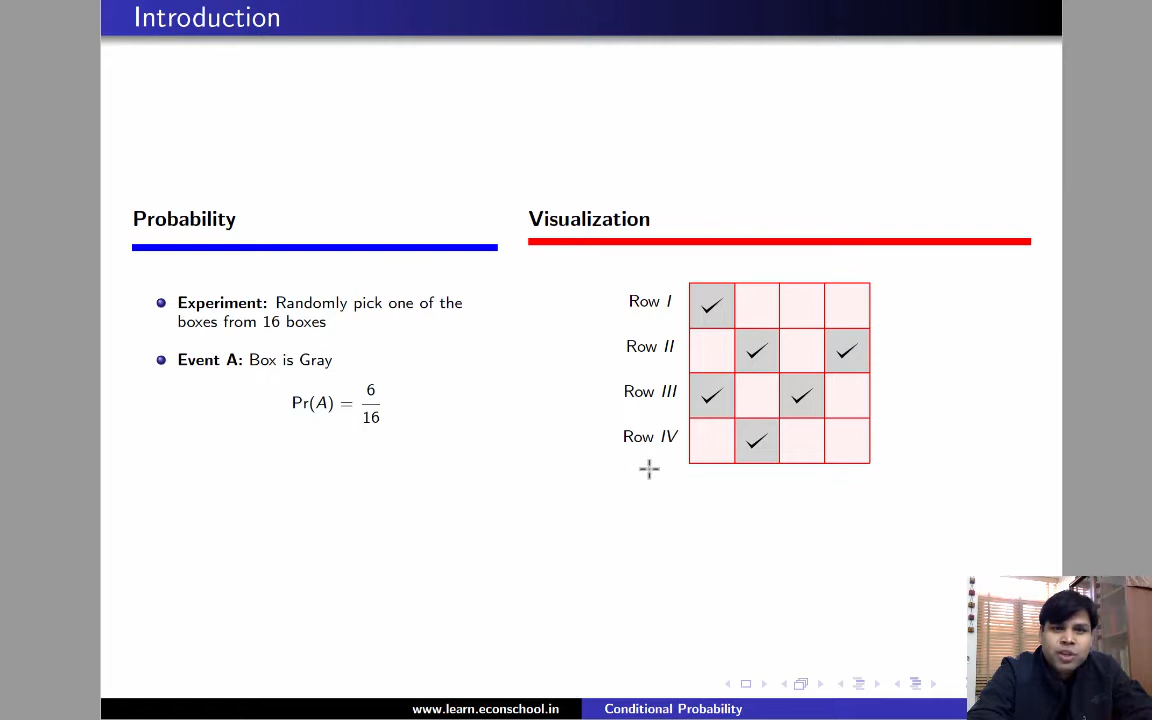 Introduction
Probability
Experiment: Randomly pick one of the
boxes from 16 boxes
Event A: Box is Gray
Pr(A) = 6/16
Visualization
Row I
Row II
Row III
Row IV
www.learn.econschool.in
Conditional Probability